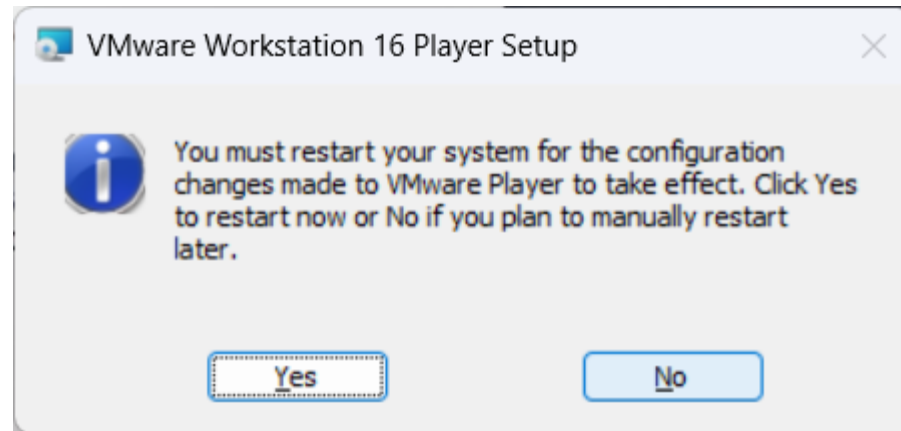 VMware Workstation 16 Player Setup
You must restart your system for the configuration
changes made to VMware Player to take effect. Click Yes
to restart now or No if you plan to manually restart
later.
Yes
No